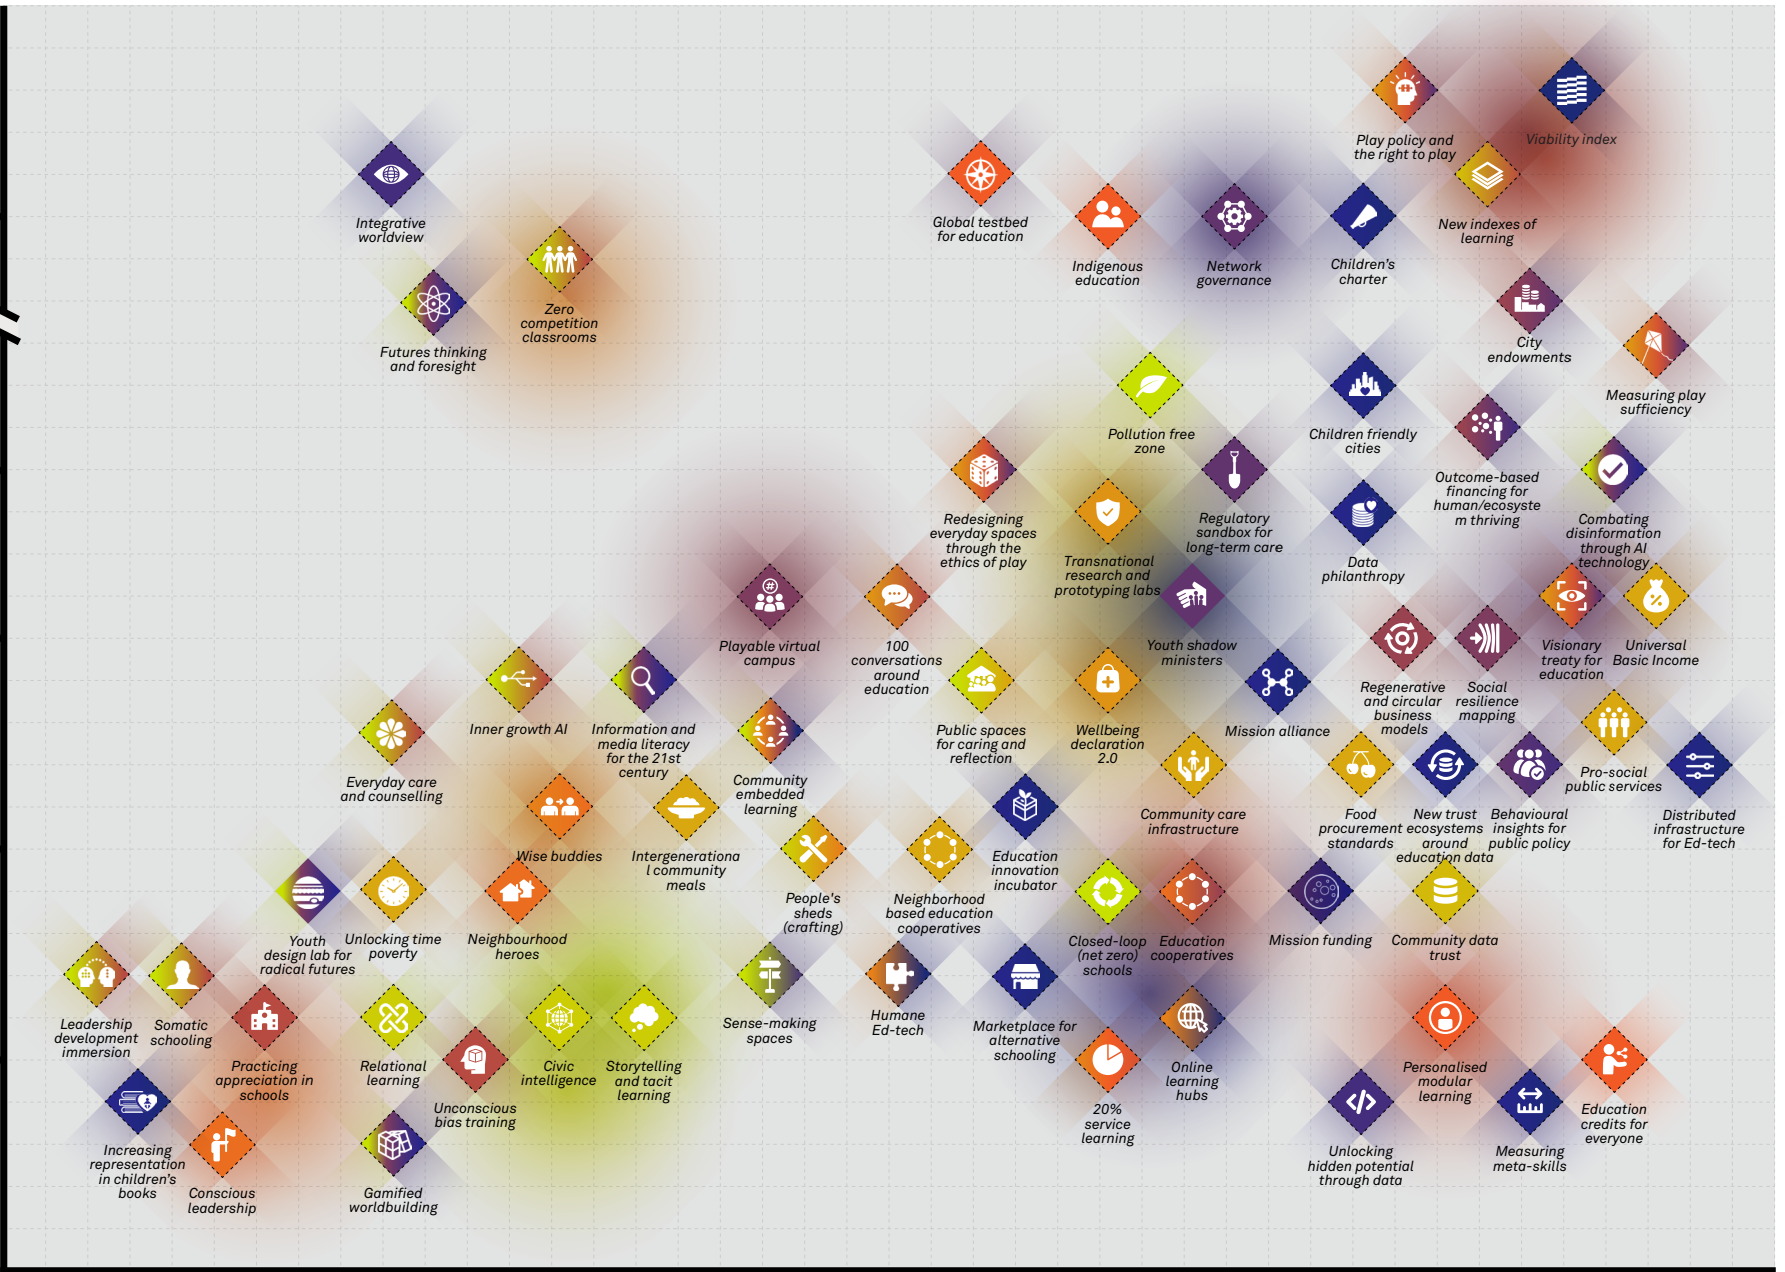 Play policy and
the right to play
Viability index
Integrative
worldview
Global testbed
for education
New indexes of
learning
Indigenous
education
Network
governance
Children's
charter
Zero
competition
classrooms
Futures thinking
and foresight
City
endowments
Measuring play
sufficiency
Pollution free
zone
Children friendly
cities
Outcome-based
financing for
human/ecosyste
m thriving
Redesigning
everyday spaces
through the
ethics of play
Regulatory
sandbox for
long-term care
Combating
disinformation
through AI
technology
Transnational
research and
prototyping labs
Data
philanthropy
Playable virtual
campus
100
conversations
around
education
Youth shadow
ministers
Visionary
treaty for
education
Universal
Basic Income
Regenerative
and circular
business
models
Social
resilience
mapping
Inner growth AI
Information and
media literacy
for the 21st
century
Public spaces
for caring and
reflection
Wellbeing
declaration
2.0
Mission alliance
Everyday care
and counselling
Community
embedded
learning
Pro-social
public services
Community care
infrastructure
Food
procurement
standards
New trust
ecosystems
around
education data
Behavioural
insights for
public policy
Distributed
infrastructure
for Ed-tech
Wise buddies
Intergenerationa
l community
meals
Education
innovation
incubator
People's
sheds
(crafting)
Neighborhood
based education
cooperatives
Youth
design lab for
radical futures
Unlocking time
poverty
Neighbourhood
heroes
Closed-loop
(net zero)
schools
Education
cooperatives
Mission funding
Community data
trust
Leadership
development
immersion
Somatic
schooling
Sense-making
spaces
Humane
Ed-tech
Marketplace for
alternative
schooling
Practicing
appreciation in
schools
Relational
learning
Civic
intelligence
Storytelling
and tacit
learning
Online
learning
hubs
Personalised
modular
learning
Unconscious
bias training
20%
service
learning
Education
credits for
everyone
Increasing
representation
in children's
books
Conscious
leadership
Gamified
worldbuilding
Unlocking
hidden potential
through data
Measuring
meta-skills